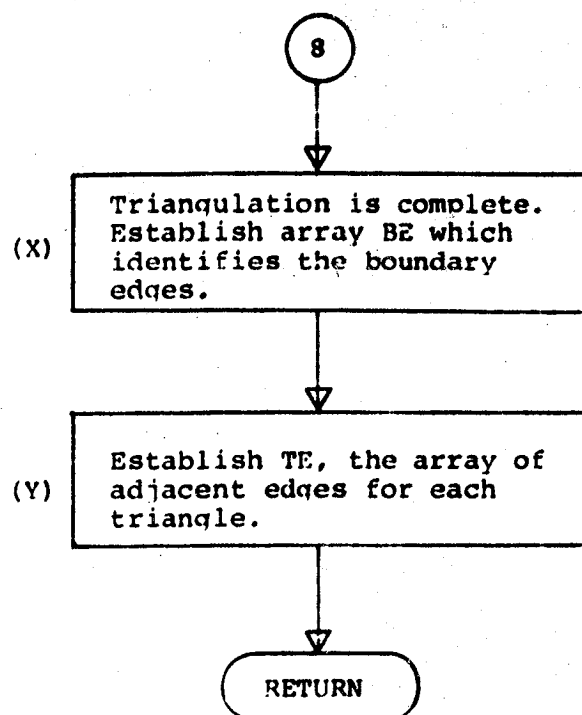 8
(X)
Triangulation is complete.
Establish array BE which
identifies the boundary
edges.
(Y)
Establish TE, the array of
adjacent edges for each
triangle.
RETURN